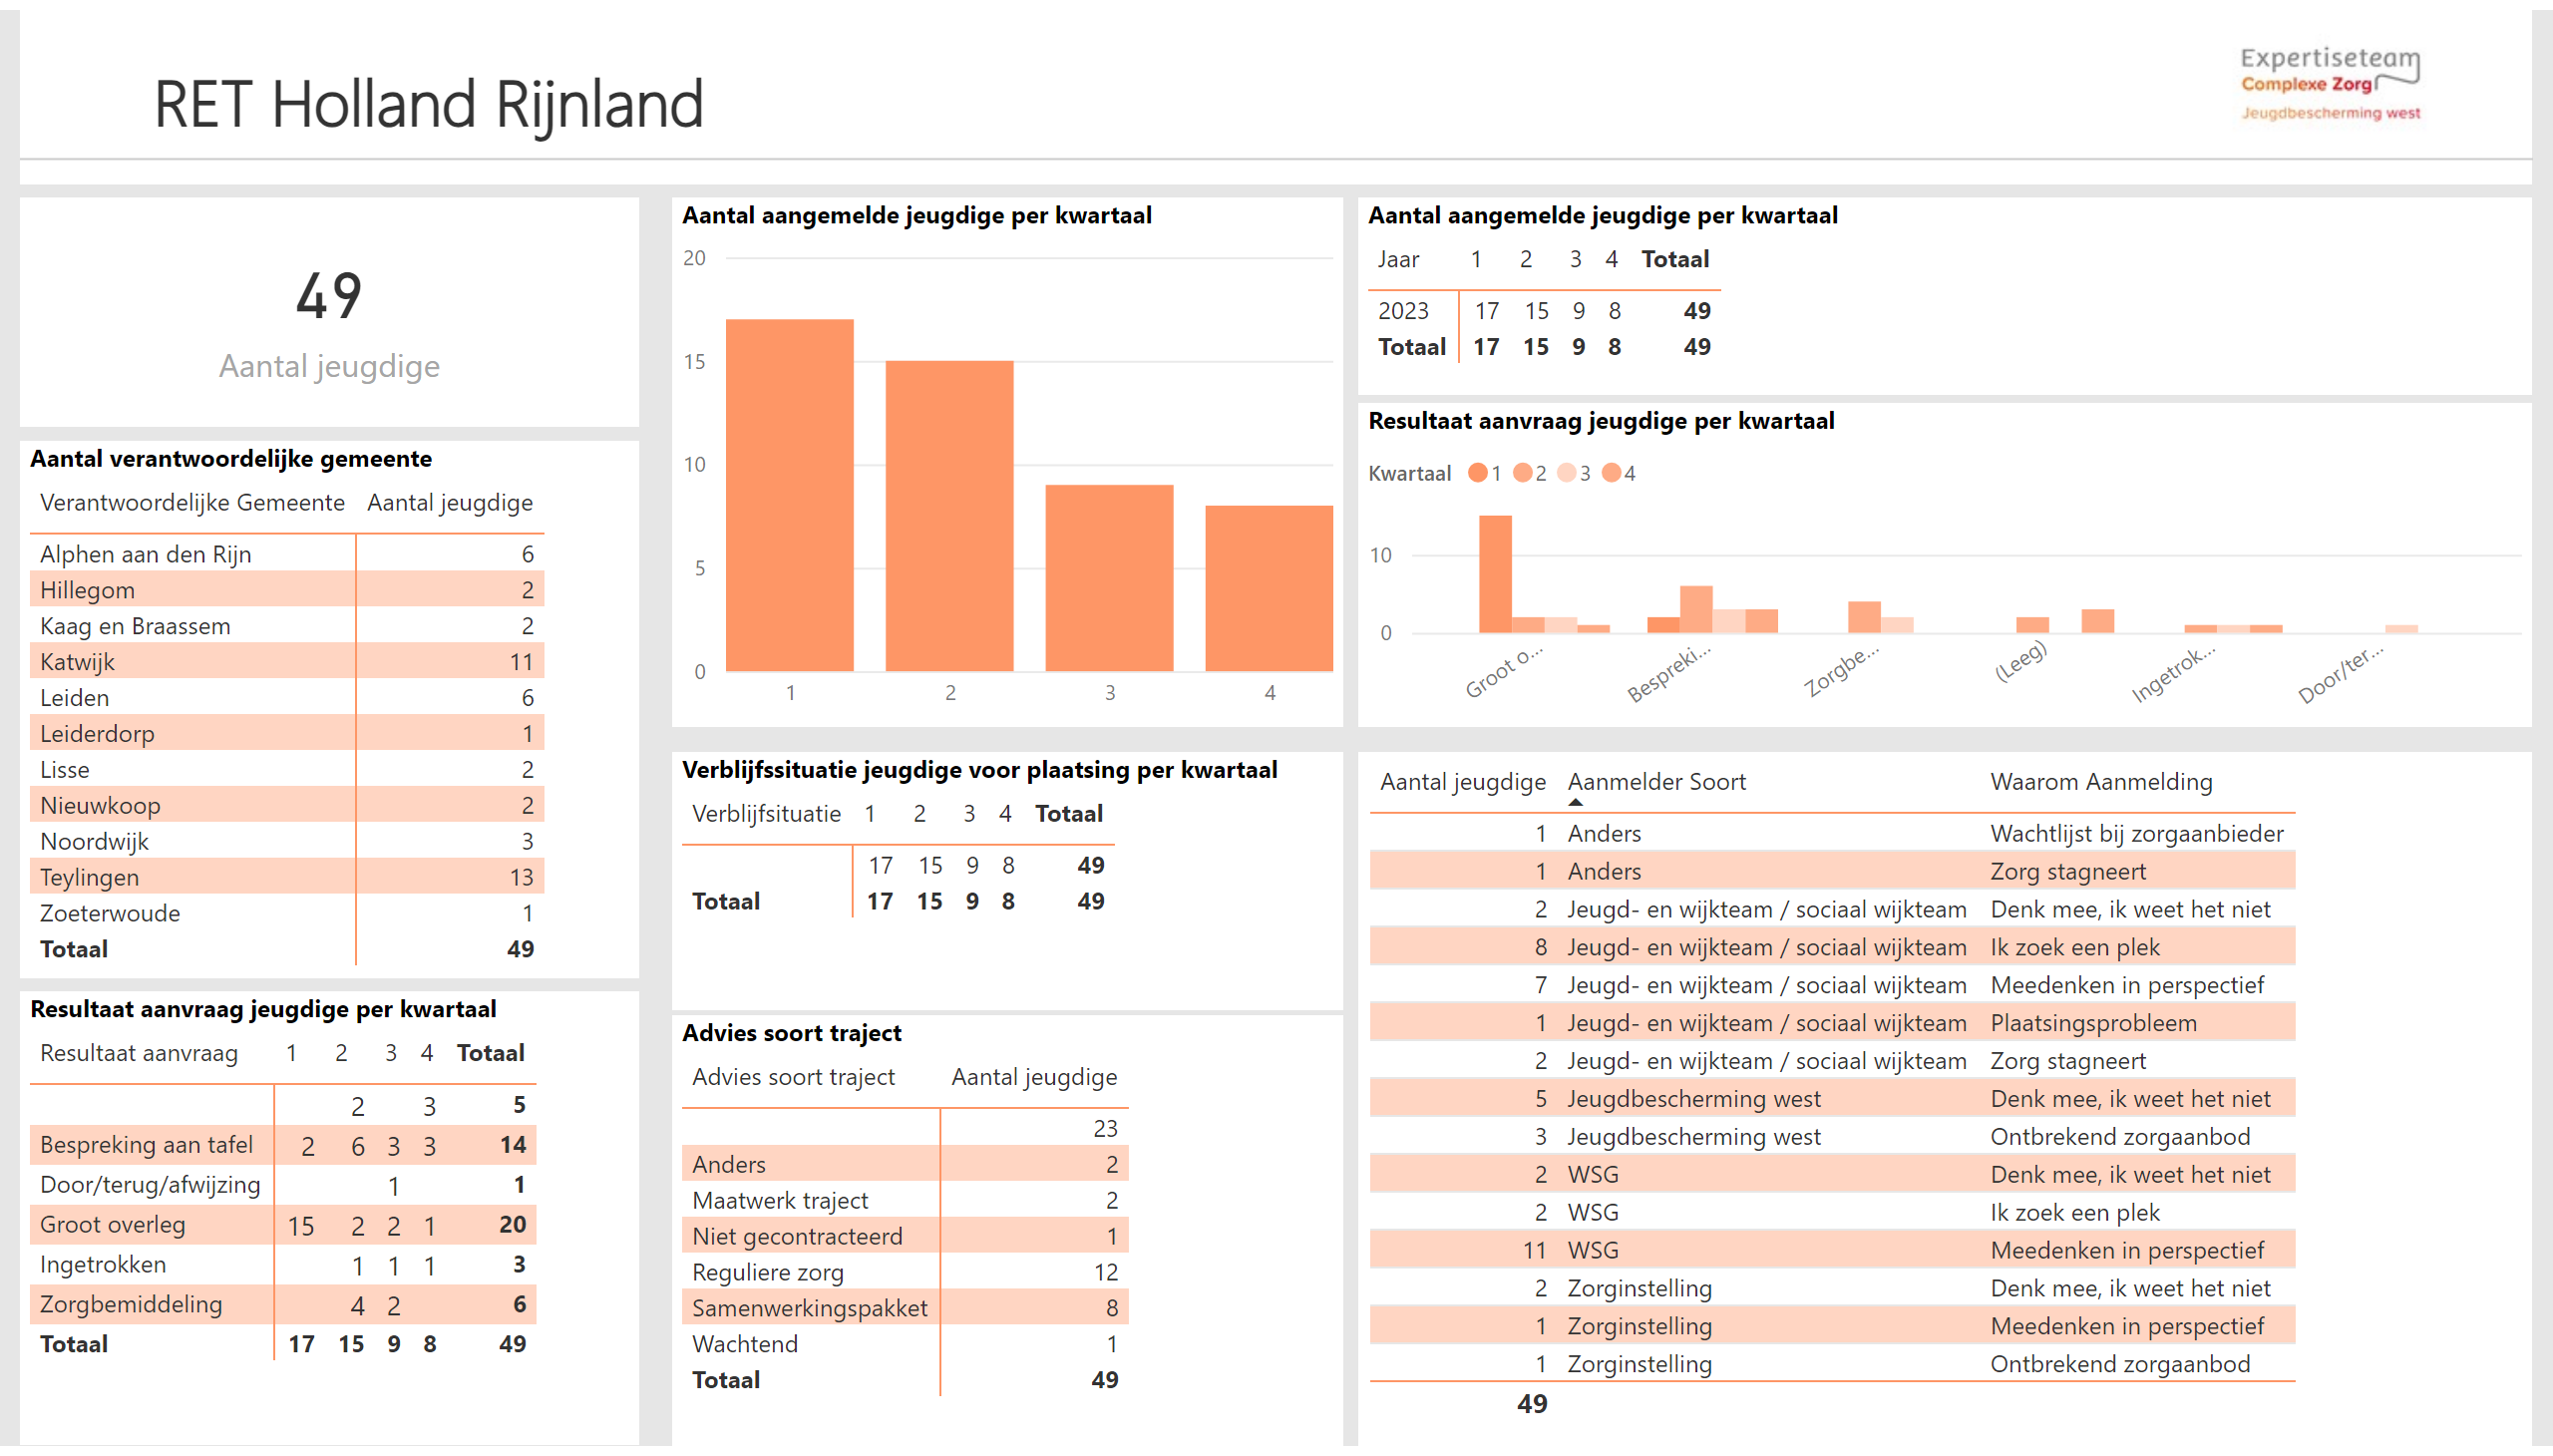 RET Holland Rijnland
Expertiseteam
Complexe Zorg
Jeugdbescherming west
49
Aantal jeugdige
Aantal verantwoordelijke gemeente
Verantwoordelijke Gemeente Aantal jeugdige
Alphen aan den Rijn 6
Hillegom 2
Kaag en Braassem 2
Katwijk 11
Leiden 6
Leiderdorp 1
Lisse 2
Nieuwkoop 2
Noordwijk 3
Teylingen 13
Zoeterwoude 1
Totaal 49
Resultaat aanvraag jeugdige per kwartaal
Resultaat aanvraag 1 2 3 4 Totaal
2 3 5
Bespreking aan tafel 2 6 3 3 14
Door/terug/afwijzing 1 1
Groot overleg 15 2 2 1 20
Ingetrokken 1 1 1 3
Zorgbemiddeling 4 2 6
Totaal 17 15 9 8 49
Aantal aangemelde jeugdige per kwartaal
20
15
10
5
0
1 2 3 4
Verblijfssituatie jeugdige voor plaatsing per kwartaal
Verblijfsituatie 1 2 3 4 Totaal
17 15 9 8 49
Totaal 17 15 9 8 49
Advies soort traject
Advies soort traject Aantal jeugdige
23
Anders 2
Maatwerk traject 2
Niet gecontracteerd 1
Reguliere zorg 12
Samenwerkingspakket 8
Wachtend 1
Totaal 49
Aantal aangemelde jeugdige per kwartaal
Jaar 1 2 3 4 Totaal
2023 17 15 9 8 49
Totaal 17 15 9 8 49
Resultaat aanvraag jeugdige per kwartaal
Kwartaal 1 2 3 4
10
0
Groot o... Bespreki... Zorgbe... (Leeg) Ingetrok... Door/ter...
Aantal jeugdige Aanmelder Soort Waarom Aanmelding
1 Anders Wachtlijst bij zorgaanbieder
1 Anders Zorg stagneert
2 Jeugd- en wijkteam / sociaal wijkteam Denk mee, ik weet het niet
8 Jeugd- en wijkteam / sociaal wijkteam Ik zoek een plek
7 Jeugd- en wijkteam / sociaal wijkteam Meedenken in perspectief
1 Jeugd- en wijkteam / sociaal wijkteam Plaatsingsprobleem
2 Jeugd- en wijkteam / sociaal wijkteam Zorg stagneert
5 Jeugdbescherming west Denk mee, ik weet het niet
3 Jeugdbescherming west Ontbrekend zorgaanbod
2 WSG Denk mee, ik weet het niet
2 WSG Ik zoek een plek
11 WSG Meedenken in perspectief
2 Zorginstelling Denk mee, ik weet het niet
1 Zorginstelling Meedenken in perspectief
1 Zorginstelling Ontbrekend zorgaanbod
49